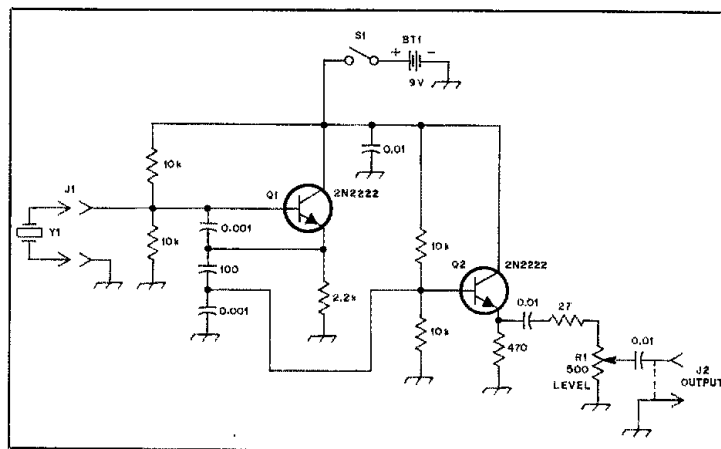 S1
BT1
+
-
9V
0.01
10k
J1
Q1
2N2222
Y1
0.001
10k
10k
2N2222
Q2
100
2.2k
0.01
27
0.001
10k
470
R1
500
LEVEL
0.01
J2
OUTPUT